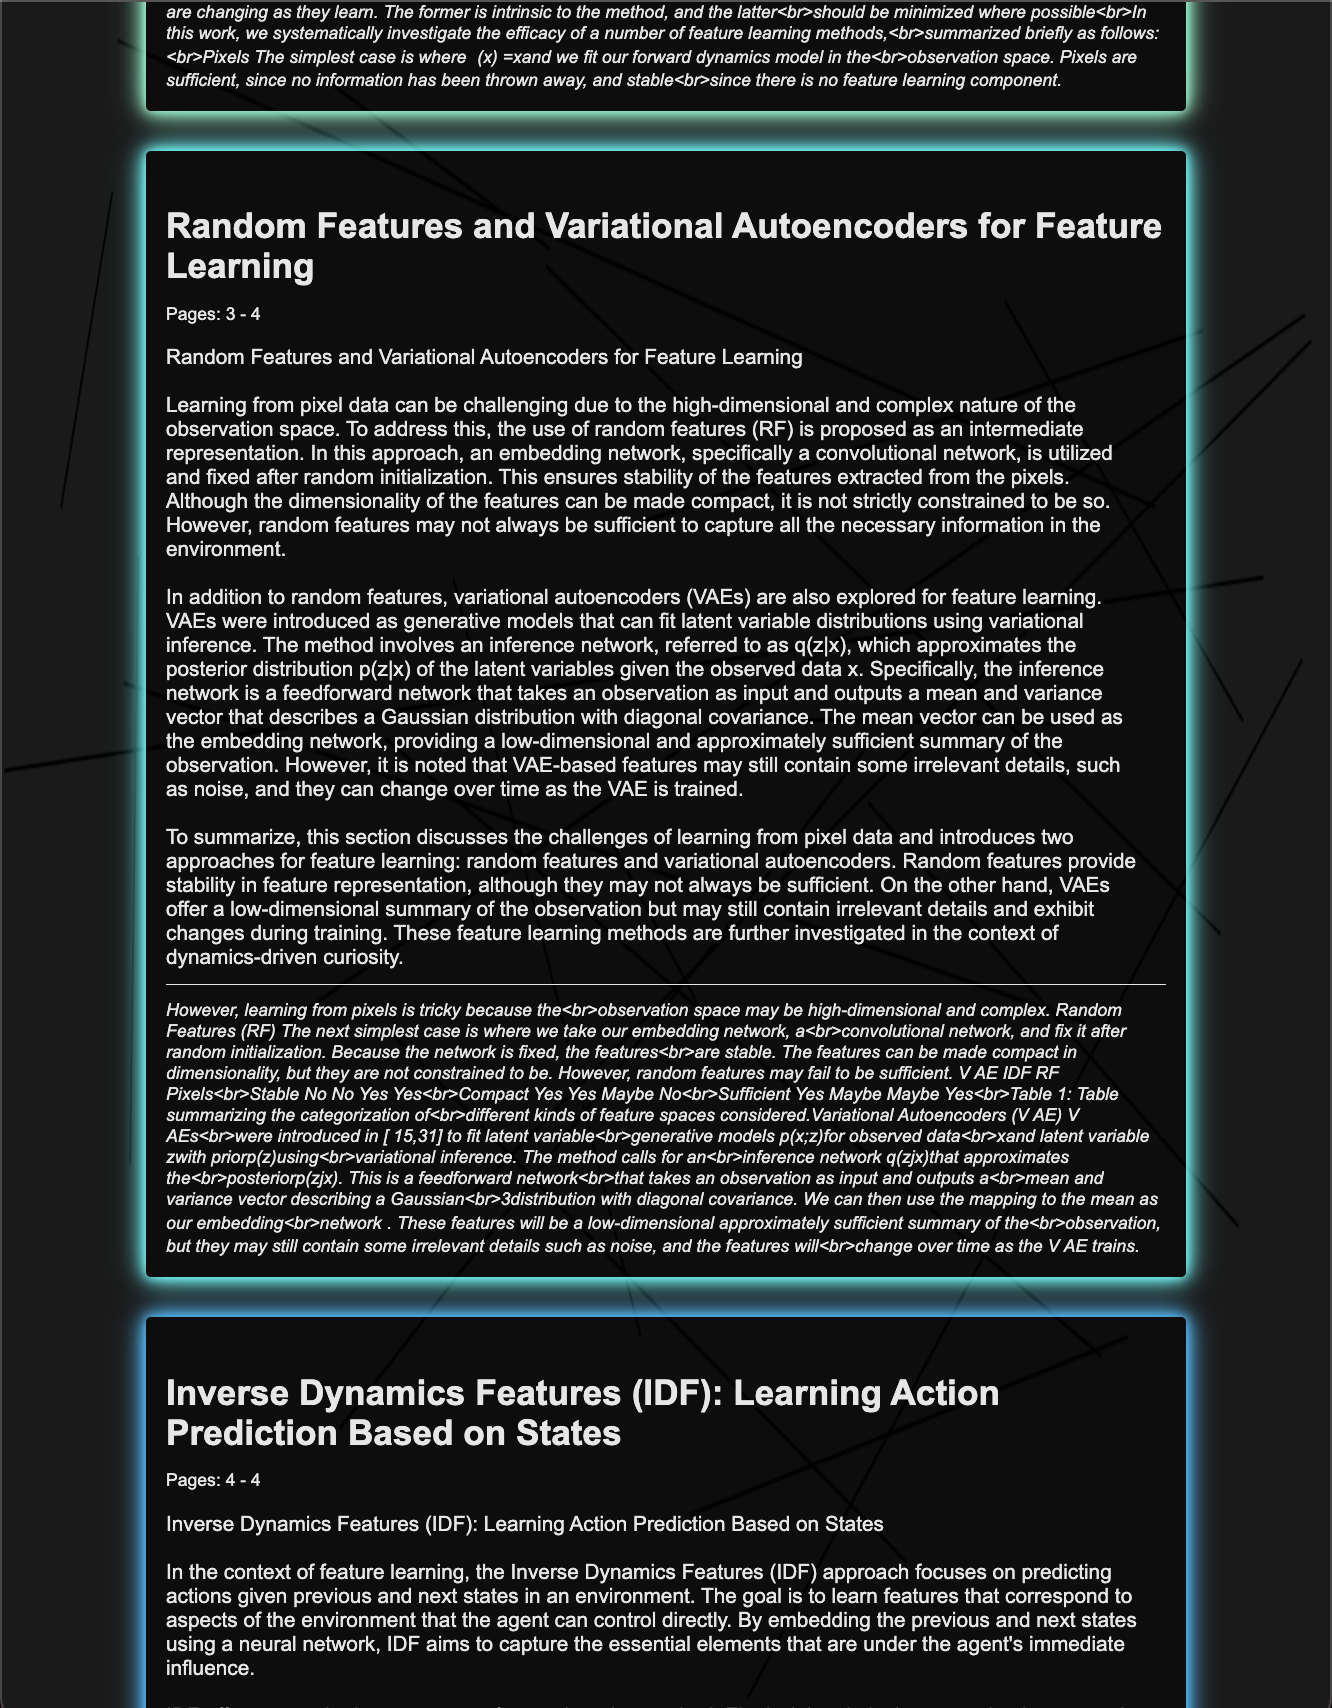 are changing as they learn. The former is intrinsic to the method, and the latter<br>should be minimized where possible<br>In
this work, we systematically investigate the efficacy of a number of feature learning methods,<br>summarized briefly as follows:
<br>Pixels The simplest case is where (x) =xand we fit our forward dynamics model in the<br>observation space. Pixels are
sufficient, since no information has been thrown away, and stable<br>since there is no feature learning component.
Random Features and Variational Autoencoders for Feature
Learning
Pages: 3 - 4
Random Features and Variational Autoencoders for Feature Learning
Learning from pixel data can be challenging due to the high-dimensional and complex nature of the
observation space. To address this, the use of random features (RF) is proposed as an intermediate
representation. In this approach, an embedding network, specifically a convolutional network, is utilized
and fixed after random initialization. This ensures stability of the features extracted from the pixels.
Although the dimensionality of the features can be made compact, it is not strictly constrained to be so.
However, random features may not always be sufficient to capture all the necessary information in the
environment.
In addition to random features, variational autoencoders (VAEs) are also explored for feature learning.
VAEs were introduced as generative models that can fit latent variable distributions using variational
inference. The method involves an inference network, referred to as q(z|x), which approximates the
posterior distribution p(z|x) of the latent variables given the observed data x. Specifically, the inference
network is a feedforward network that takes an observation as input and outputs a mean and variance
vector that describes a Gaussian distribution with diagonal covariance. The mean vector can be used as
the embedding network, providing a low-dimensional and approximately sufficient summary of the
observation. However, it is noted that VAE-based features may still contain some irrelevant details, such
as noise, and they can change over time as the VAE is trained.
To summarize, this section discusses the challenges of learning from pixel data and introduces two
approaches for feature learning: random features and variational autoencoders. Random features provide
stability in feature representation, although they may not always be sufficient. On the other hand, VAEs
offer a low-dimensional summary of the observation but may still contain irrelevant details and exhibit
changes during training. These feature learning methods are further investigated in the context of
dynamics-driven curiosity.
However, learning from pixels is tricky because the<br>observation space may be high-dimensional and complex. Random
Features (RF) The next simplest case is where we take our embedding network, a<br>convolutional network, and fix it after
random initialization. Because the network is fixed, the features<br>are stable. The features can be made compact in
dimensionality, but they are not constrained to be. However, random features may fail to be sufficient. V AE IDF RF
Pixels<br>Stable No No Yes Yes<br>Compact Yes Yes Maybe No<br>Sufficient Yes Maybe Maybe Yes<br>Table 1: Table
summarizing the categorization of<br>different kinds of feature spaces considered.Variational Autoencoders (V AE) V
AEs<br>were introduced in [ 15,31] to fit latent variable<br>generative models p(x;z)for observed data<br>xand latent variable
zwith priorp(z)using<br>variational inference. The method calls for an<br>inference network q(zjx)that approximates
the<br>posteriorp(zjx). This is a feedforward network<br>that takes an observation as input and outputs a<br>mean and
variance vector describing a Gaussian<br>3distribution with diagonal covariance. We can then use the mapping to the mean as
our embedding<br>network . These features will be a low-dimensional approximately sufficient summary of the<br>observation,
but they may still contain some irrelevant details such as noise, and the features will<br>change over time as the V AE trains.
Inverse Dynamics Features (IDF): Learning Action
Prediction Based on States
Pages: 4 - 4
Inverse Dynamics Features (IDF): Learning Action Prediction Based on States
In the context of feature learning, the Inverse Dynamics Features (IDF) approach focuses on predicting
actions given previous and next states in an environment. The goal is to learn features that correspond to
aspects of the environment that the agent can control directly. By embedding the previous and next states
using a neural network, IDF aims to capture the essential elements that are under the agent's immediate
influence.